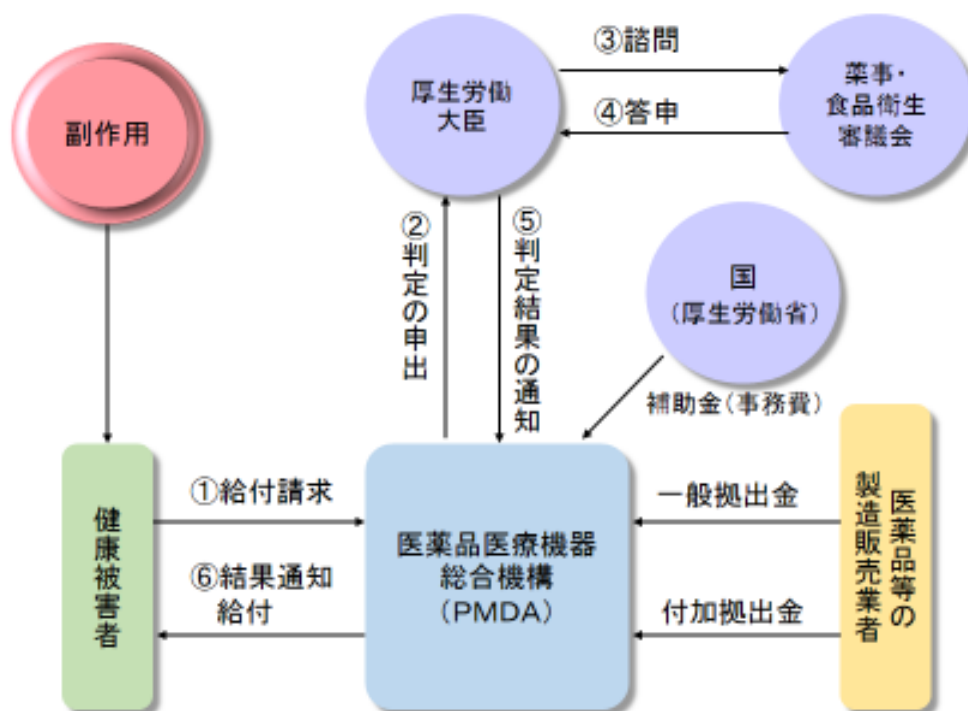 副作用
厚生労働
大臣
③諮問
④答申
薬事・
食品衛生
審議会
②判定の申出
⑤判定結果の通知
国
(厚生労働省)
補助金(事務費)
健康被害者
①給付請求
⑥結果通知
給付
医薬品医療機器
総合機構
(PMDA)
一般拠出金
付加拠出金
医薬品等の
製造販売業者